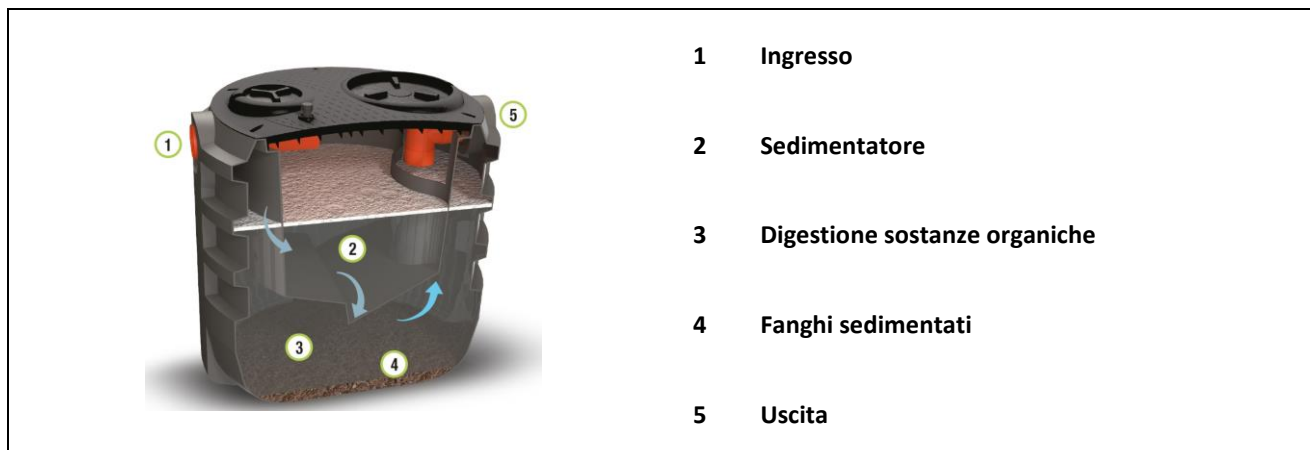 1 Ingresso
2 Sedimentatore
3 Digestione sostanze organiche
4 Fanghi sedimentati
5 Uscita
1
5
2
3
4